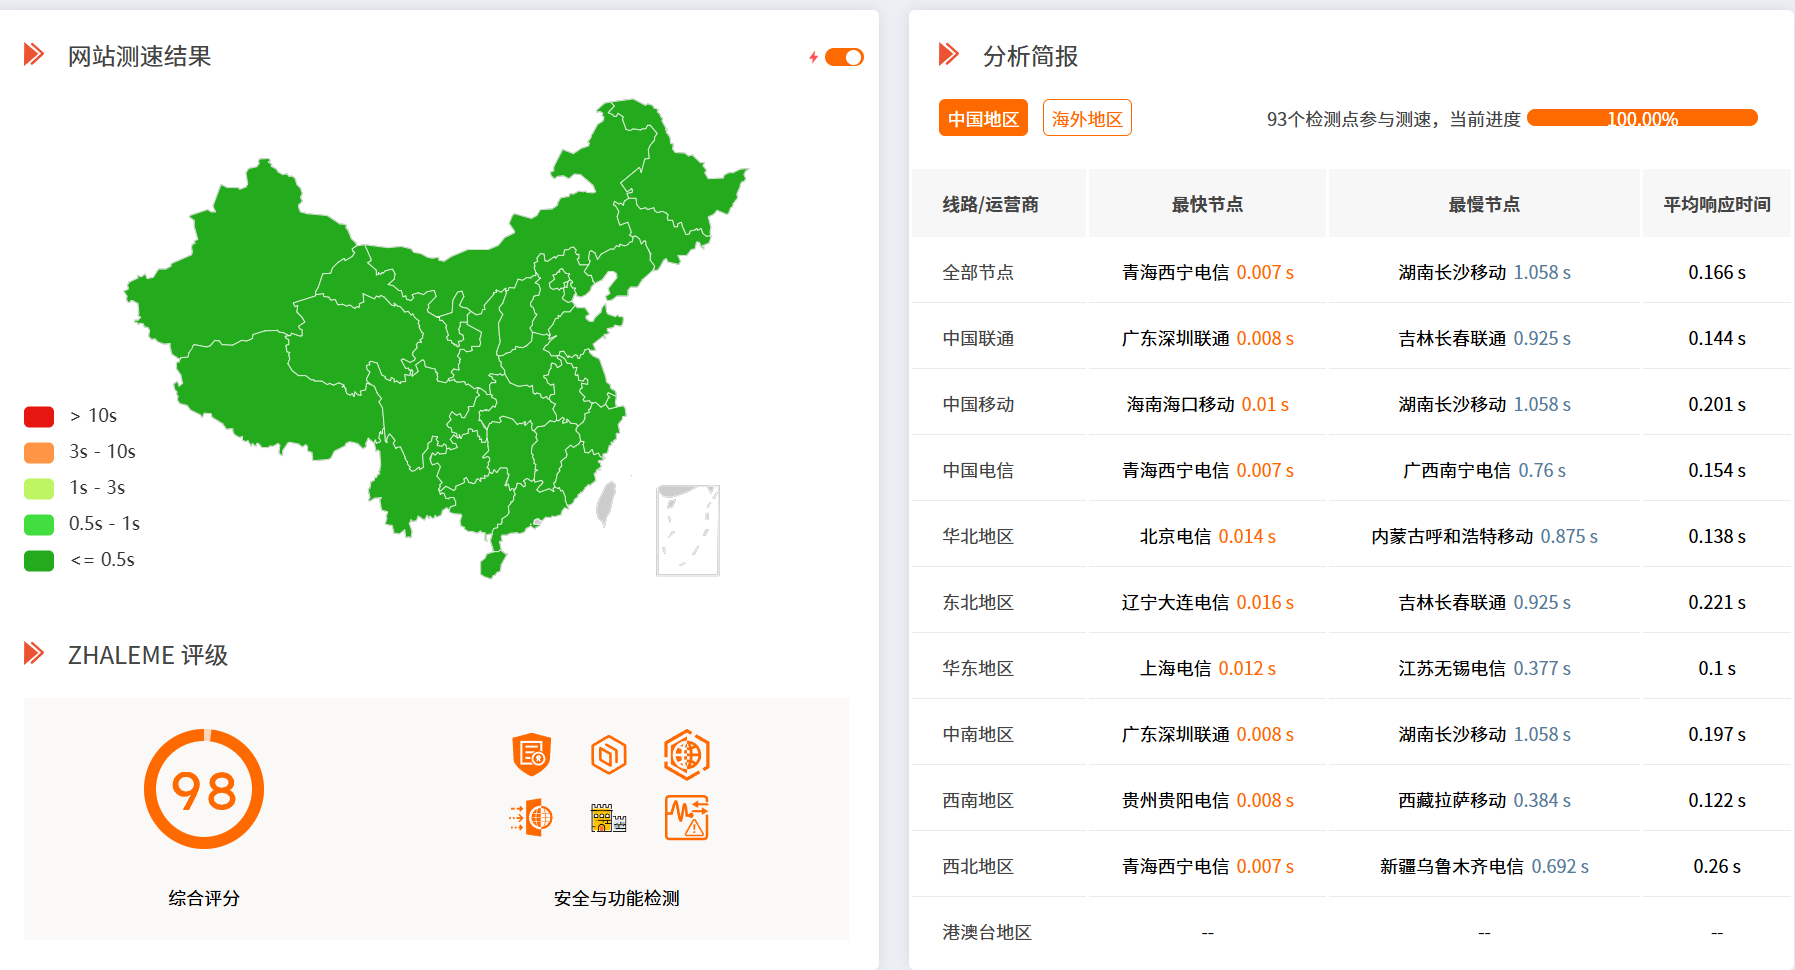 网站测速结果
> 10s
3s - 10s
1s - 3s
0.5s - 1s
<= 0.5s
ZHALEME 评级
98
综合评分
安全与功能检测
分析简报
中国地区 海外地区 93个检测点参与测速，当前进度 100.00%
线路/运营商 最快节点 最慢节点 平均响应时间
全部节点 青海西宁电信 0.007 s 湖南长沙移动 1.058 s 0.166 s
中国联通 广东深圳联通 0.008 s 吉林长春联通 0.925 s 0.144 s
中国移动 海南海口移动 0.01 s 湖南长沙移动 1.058 s 0.201 s
中国电信 青海西宁电信 0.007 s 广西南宁电信 0.76 s 0.154 s
华北地区 北京电信 0.014 s 内蒙古呼和浩特移动 0.875 s 0.138 s
东北地区 辽宁大连电信 0.016 s 吉林长春联通 0.925 s 0.221 s
华东地区 上海电信 0.012 s 江苏无锡电信 0.377 s 0.1 s
中南地区 广东深圳联通 0.008 s 湖南长沙移动 1.058 s 0.197 s
西南地区 贵州贵阳电信 0.008 s 西藏拉萨移动 0.384 s 0.122 s
西北地区 青海西宁电信 0.007 s 新疆乌鲁木齐电信 0.692 s 0.26 s
港澳台地区 -- -- --